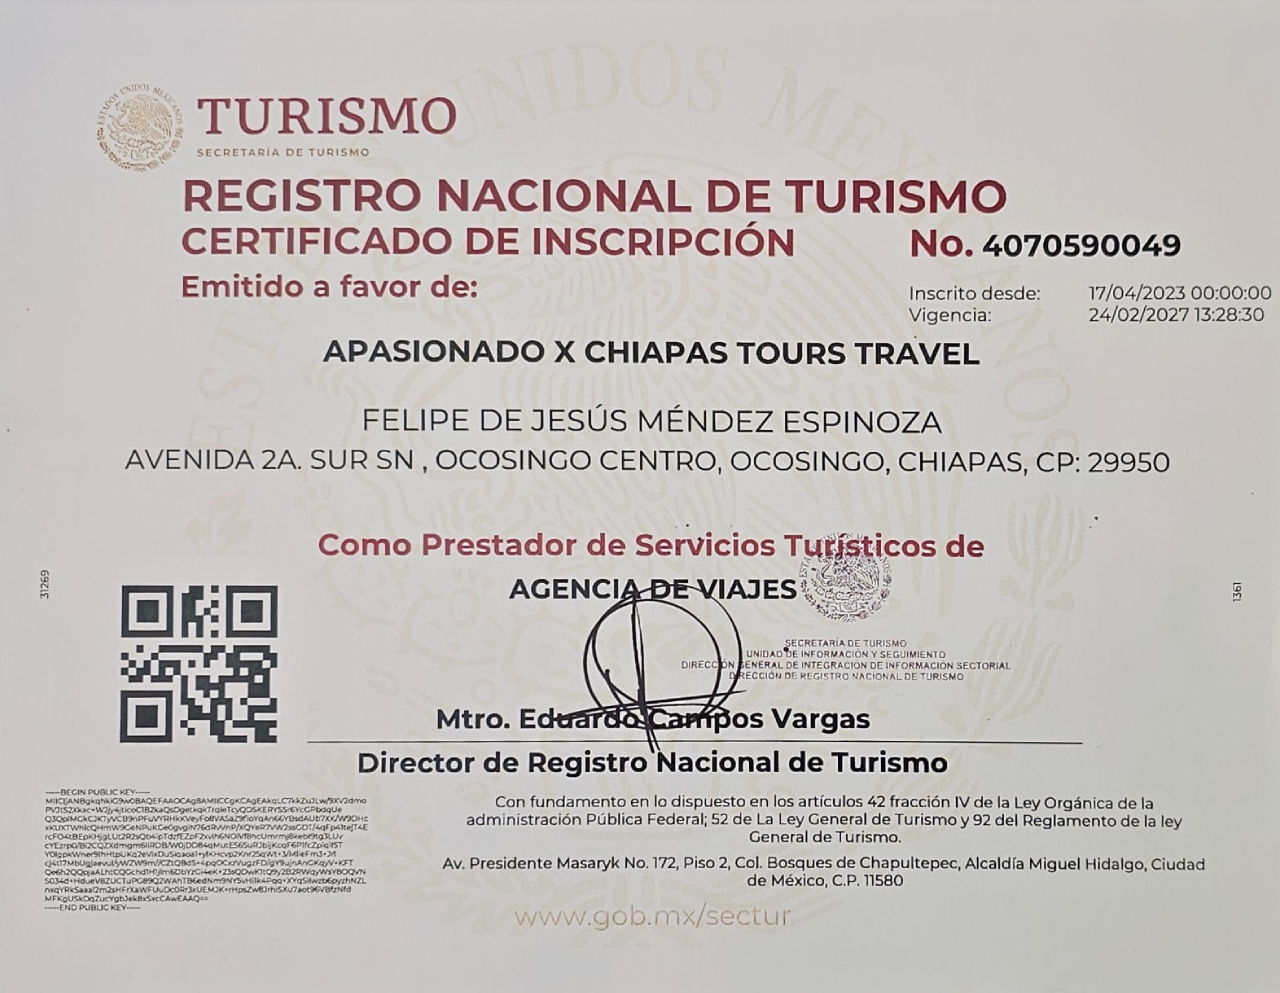 TURISMO
SECRETARÍA DE TURISMO
REGISTRO NACIONAL DE TURISMO
CERTIFICADO DE INSCRIPCIÓN
No. 4070590049
Emitido a favor de:
Inscrito desde: 17/04/2023 00:00:00
Vigencia: 24/02/2027 13:28:30
APASIONADO X CHIAPAS TOURS TRAVEL
FELIPE DE JESÚS MÉNDEZ ESPINOZA
AVENIDA 2A. SUR SN , OCOSINGO CENTRO, OCOSINGO, CHIAPAS, CP: 29950
Como Prestador de Servicios Turísticos de
AGENCIA DE VIAJES
31269
1361
SECRETARÍA DE TURISMO
UNIDAD DE INFORMACIÓN Y SEGUIMIENTO
DIRECCIÓN GENERAL DE INTEGRACIÓN DE INFORMACIÓN SECTORIAL
DIRECCIÓN DE REGISTRO NACIONAL DE TURISMO
Mtro. Eduardo Campos Vargas
Director de Registro Nacional de Turismo
-----BEGIN PUBLIC KEY-----
-----END PUBLIC KEY-----
Con fundamento en lo dispuesto en los artículos 42 fracción IV de la Ley Orgánica de la
administración Pública Federal; 52 de La Ley General de Turismo y 92 del Reglamento de la ley
General de Turismo.
Av. Presidente Masaryk No. 172, Piso 2, Col. Bosques de Chapultepec, Alcaldía Miguel Hidalgo, Ciudad
de México, C.P. 11580
www.gob.mx/sectur
ESTADOS UNIDOS MEXICANOS